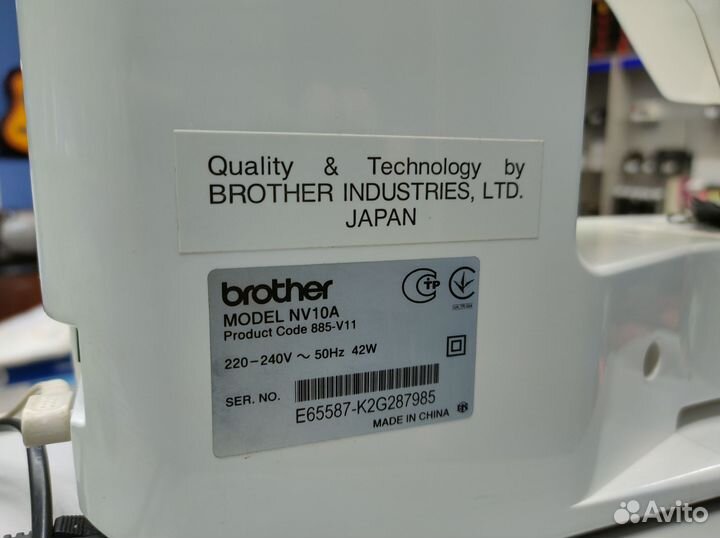 Quality & Technology by
BROTHER INDUSTRIES, LTD.
JAPAN
brother
MODEL NV10A
Product Code 885-V11
220-240V ~ 50Hz 42W
SER. NO.
E65587-K2G287985
MADE IN CHINA
Avito